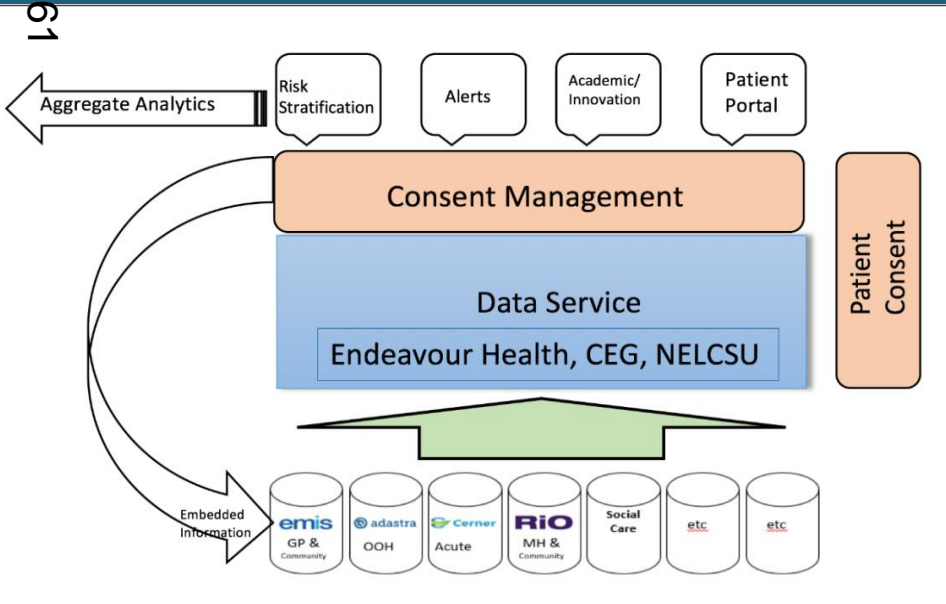 61
Aggregate Analytics
Risk
Stratification
Alerts
Academic/
Innovation
Patient
Portal
Consent Management
Patient
Consent
Data Service
Endeavour Health, CEG, NELCSU
Embedded
Information
emis
GP &
Community
adastra
OOH
Cerner
Acute
RiO
MH &
Community
Social
Care
etc
etc